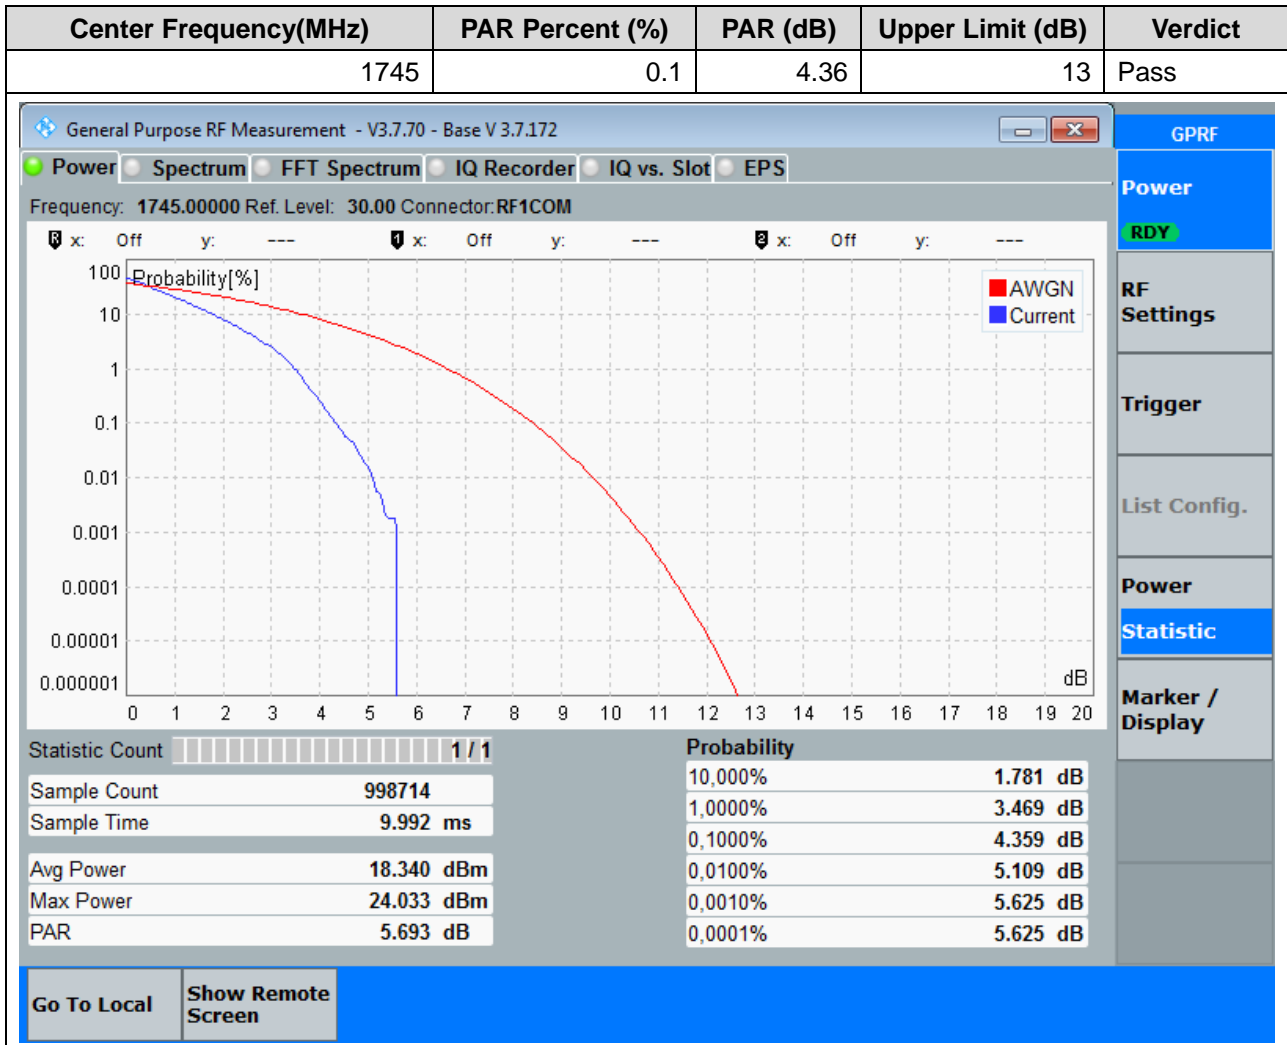 Center Frequency(MHz) PAR Percent (%) PAR (dB) Upper Limit (dB) Verdict
1745 0.1 4.36 13 Pass
General Purpose RF Measurement - V3.7.70 - Base V 3.7.172
GPRF
Power Spectrum FFT Spectrum IQ Recorder IQ vs. Slot EPS
Power
RDY
Frequency: 1745.00000 Ref. Level: 30.00 Connector:RF1COM
R x: Off y: --- 1 x: Off y: --- 2 x: Off y: ---
Probability[%]
AWGN
Current
100
10
1
0.1
0.01
0.001
0.0001
0.00001
0.000001
dB
0 1 2 3 4 5 6 7 8 9 10 11 12 13 14 15 16 17 18 19 20
RF
Settings
Trigger
List Config.
Power
Statistic
Marker /
Display
Statistic Count 1 / 1
Sample Count 998714
Sample Time 9.992 ms
Avg Power 18.340 dBm
Max Power 24.033 dBm
PAR 5.693 dB
Probability
10,000% 1.781 dB
1,0000% 3.469 dB
0,1000% 4.359 dB
0,0100% 5.109 dB
0,0010% 5.625 dB
0,0001% 5.625 dB
Go To Local
Show Remote
Screen